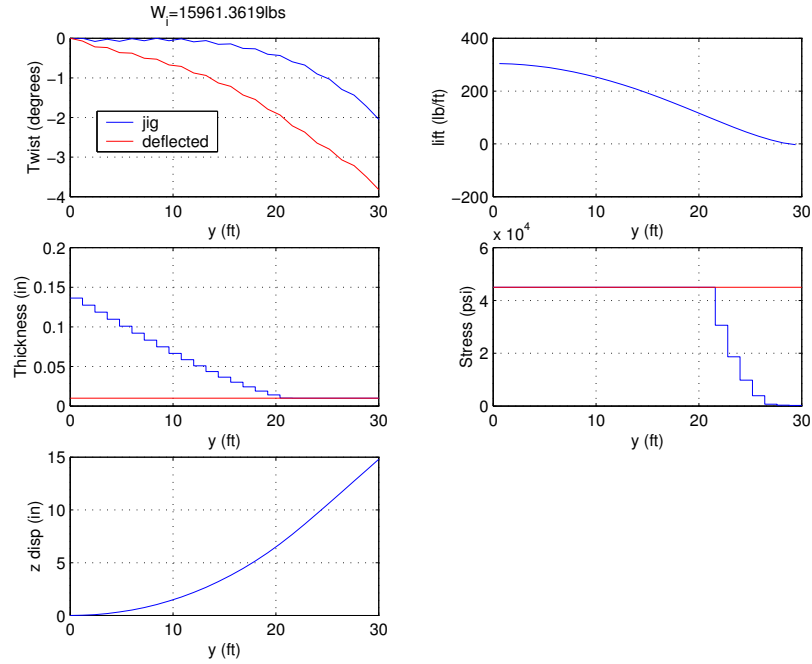 W_i=15961.3619lbs
0
−1
−2
−3
−4
Twist (degrees)
jig
deflected
0 10 20 30
y (ft)
400
200
0
−200
lift (lb/ft)
0 10 20 30
y (ft)
0.2
0.15
0.1
0.05
0
Thickness (in)
0 10 20 30
y (ft)
x 10^4
6
4
2
0
Stress (psi)
0 10 20 30
y (ft)
15
10
5
0
z disp (in)
0 10 20 30
y (ft)